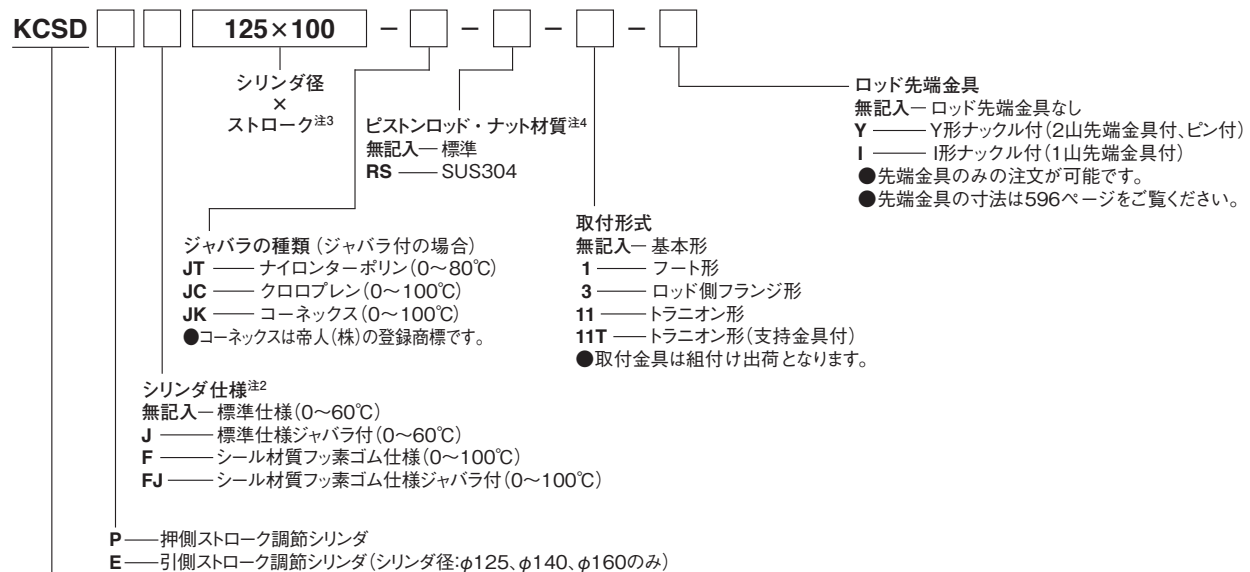 KCSD □ □ 125×100 － □ － □ － □ － □
シリンダ径
×
ストローク注3
ピストンロッド・ナット材質注4
無記入─ 標準
RS ── SUS304
ロッド先端金具
無記入─ ロッド先端金具なし
Y ── Y形ナックル付(2山先端金具付、ピン付)
I ── I形ナックル付(1山先端金具付)
●先端金具のみの注文が可能です。
●先端金具の寸法は596ページをご覧ください。
ジャバラの種類 (ジャバラ付の場合)
JT ── ナイロンターポリン(0〜80℃)
JC ── クロロプレン(0〜100℃)
JK ── コーネックス(0〜100℃)
●コーネックスは帝人(株)の登録商標です。
取付形式
無記入─ 基本形
1 ── フート形
3 ── ロッド側フランジ形
11 ── トラニオン形
11T ── トラニオン形(支持金具付)
●取付金具は組付け出荷となります。
シリンダ仕様注2
無記入─ 標準仕様(0〜60℃)
J ── 標準仕様ジャバラ付(0〜60℃)
F ── シール材質フッ素ゴム仕様(0〜100℃)
FJ ── シール材質フッ素ゴム仕様ジャバラ付(0〜100℃)
P ── 押側ストローク調節シリンダ
E ── 引側ストローク調節シリンダ(シリンダ径:φ125、φ140、φ160のみ)